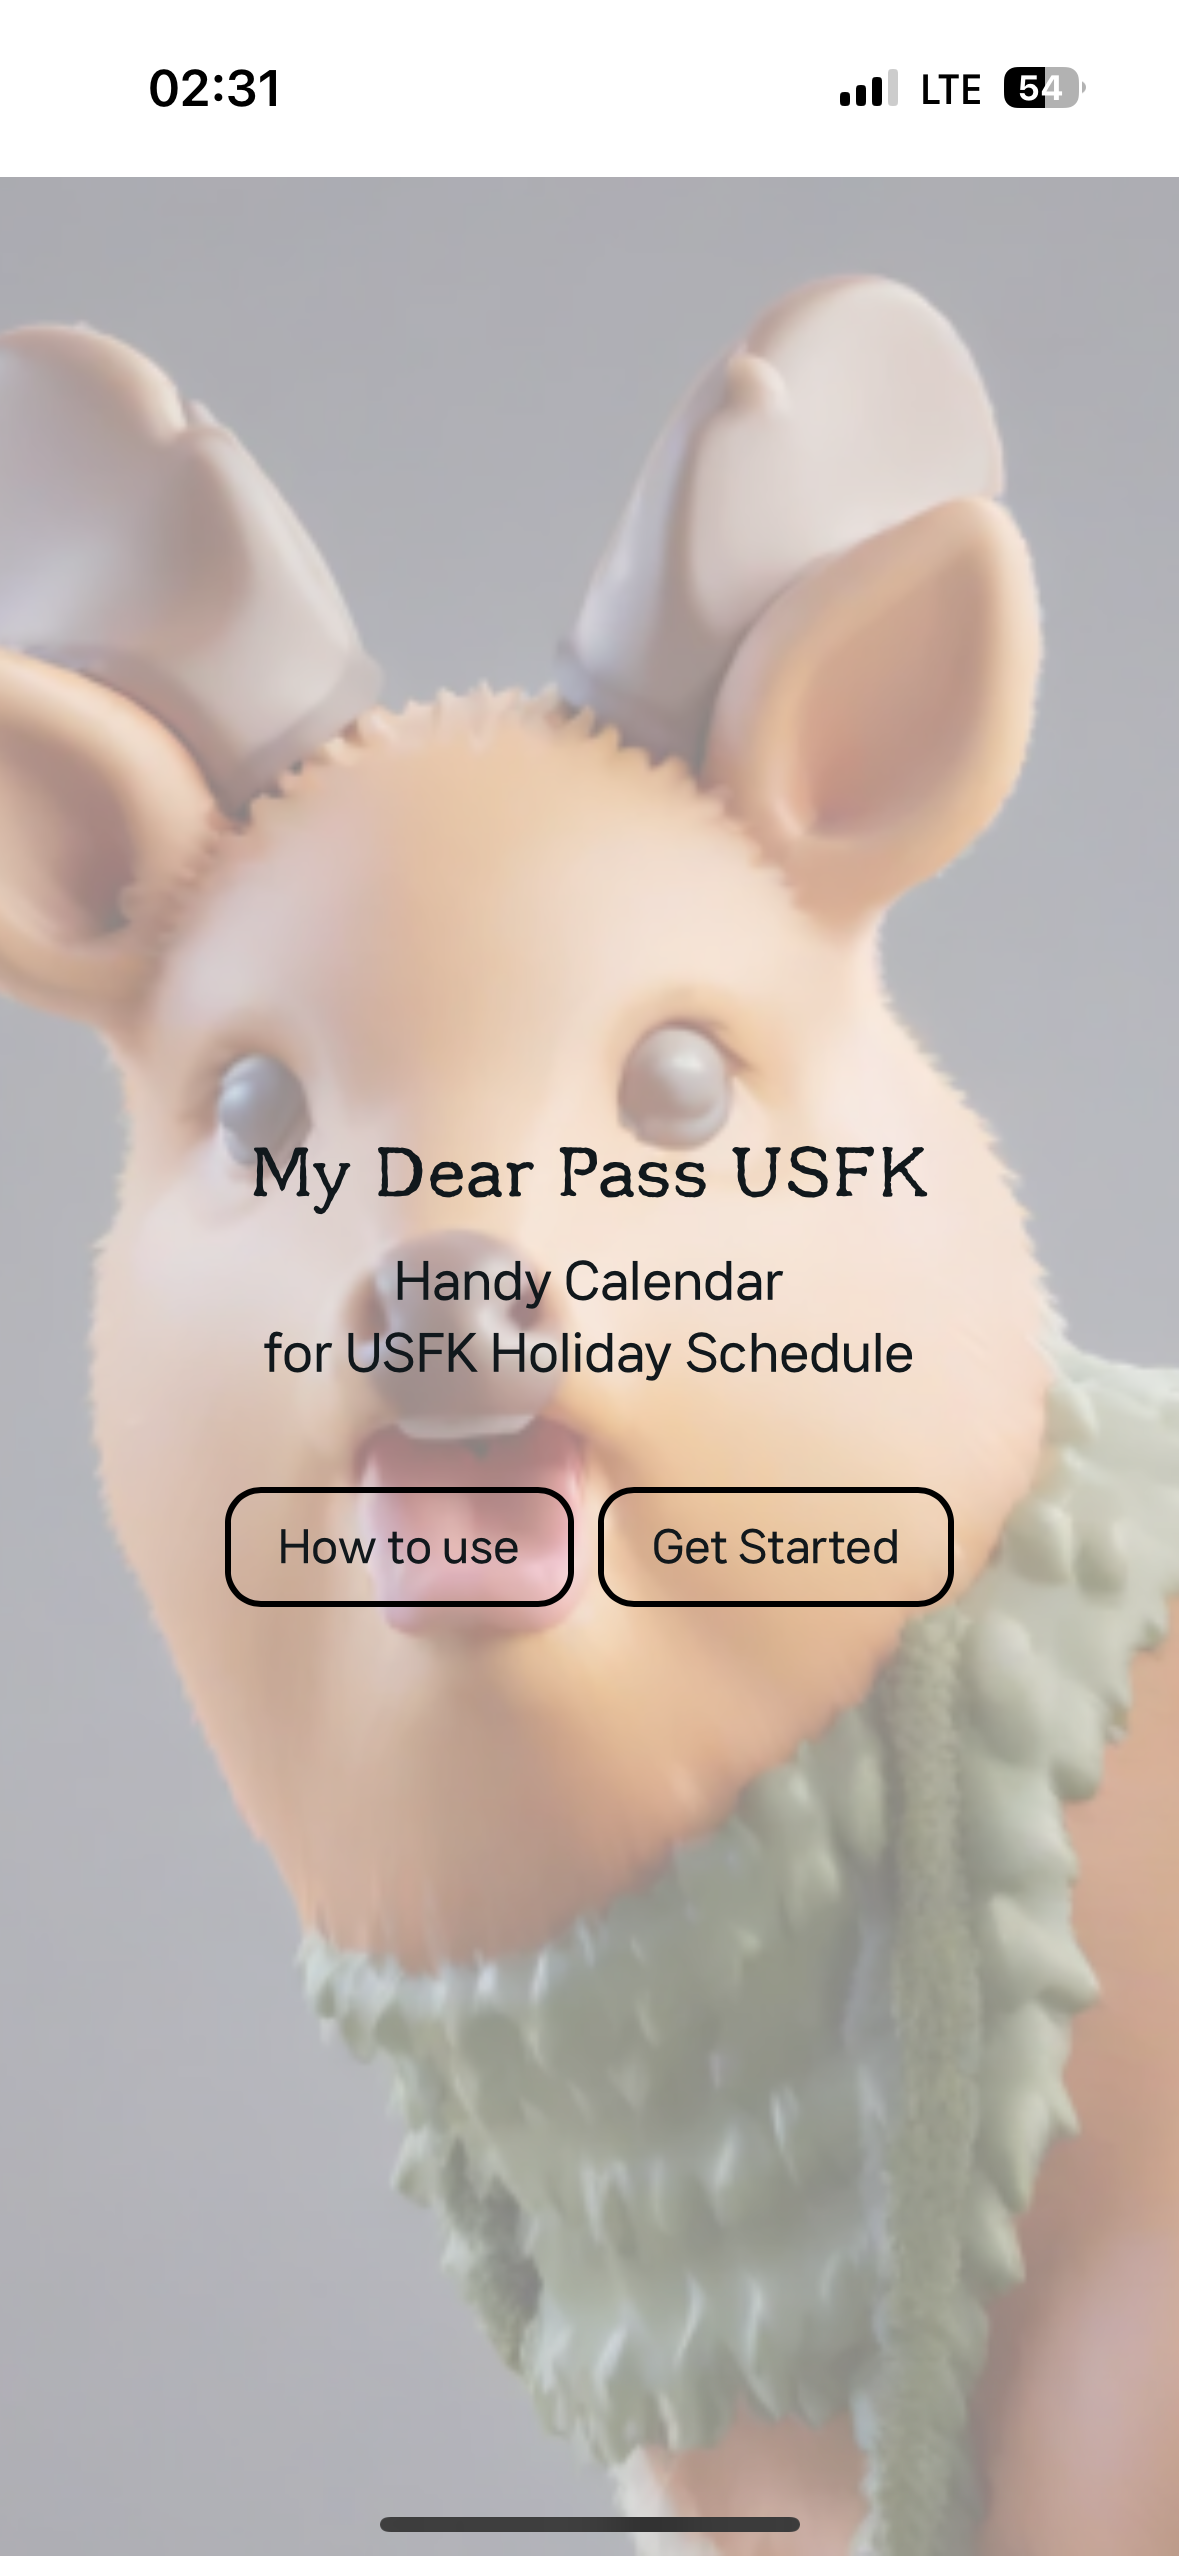 02:31
LTE
54
My Dear Pass USFK
Handy Calendar
for USFK Holiday Schedule
How to use
Get Started